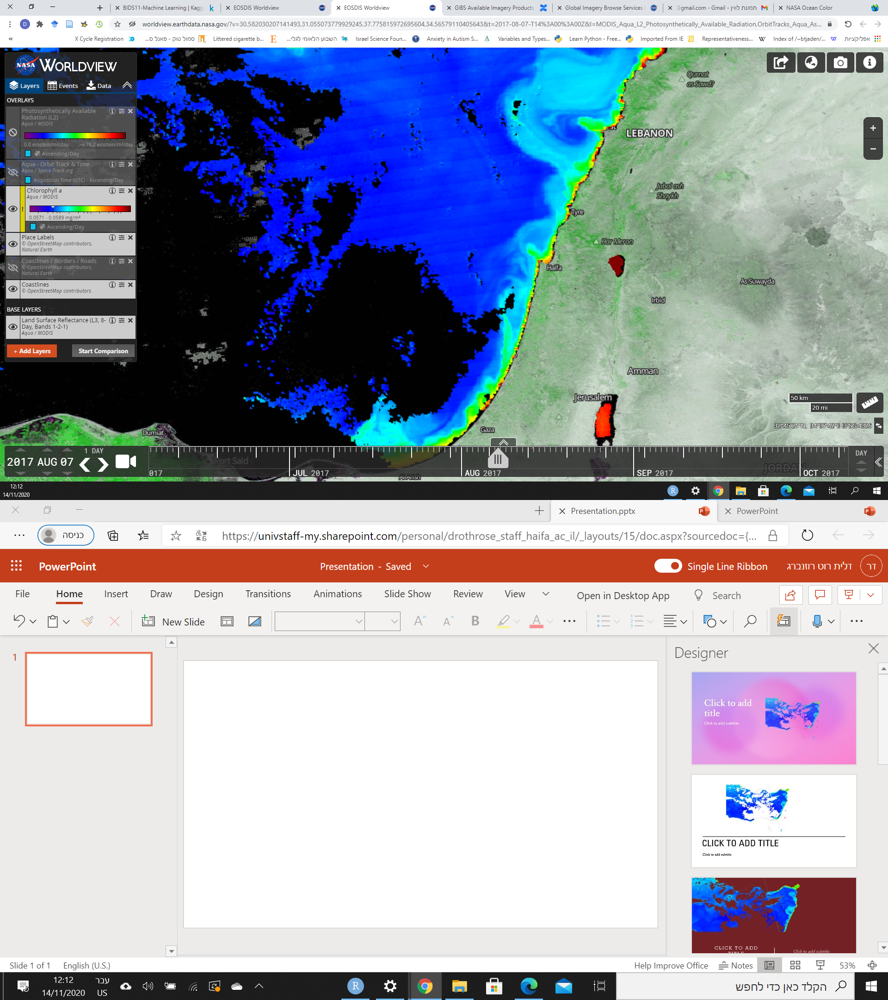 BIDS11-Machine Learning | Kagg
EOSDIS Worldview
EOSDIS Worldview
GIBS Available Imagery Products
Global Imagery Browse Services (
תמונת לווין - @gmail.com - Gmail
NASA Ocean Color
D
worldview.earthdata.nasa.gov/?v=30.582030207141493,31.055073779929245,37.775815972695604,34.56579110405643&t=2017-08-07-T14%3A00%3A00Z&l=MODIS_Aqua_L2_Photosynthetically_Available_Radiation,OrbitTracks_Aqua_As...
X Cycle Registration
סמול טוק - פאנל ס...
Littered cigarette b...
השבוע הלאומי לגלי...
Israel Science Foun...
Anxiety in Autism S...
Variables and Types...
Learn Python - Free...
Imported From IE
Representativeness...
Index of /~btjaden/...
אפליקציות
NASA WORLDVIEW
Layers Events Data
OVERLAYS
Photosynthetically Available
Radiation (L2)
Aqua / MODIS
0.0 einstein/m²/day >= 76.2 einstein/m²/day
Ascending/Day
Aqua - Orbit Track & Time
Aqua / Space-Track.org
Acquisition Time (UTC) - Ascending/Day
Chlorophyll a
Aqua / MODIS
0.0571 - 0.0589 mg/m³
Ascending/Day
Place Labels
© OpenStreetMap contributors,
Natural Earth
Coastlines / Borders / Roads
© OpenStreetMap contributors,
Natural Earth
Coastlines
© OpenStreetMap contributors
BASE LAYERS
Land Surface Reflectance (L3, 8-
Day, Bands 1-2-1)
Aqua / MODIS
+ Add Layers Start Comparison
Qurnat
as Sawd?
LEBANON
Jabal ash
Shaykh
Tyre
Har Meron
Haifa
As Suwayda
Irbid
Amman
Jerusalem
50 km
20 mi
32°45'21"N, 34°37'42"E EPSG:4326
Dumiat
Gaza
1 DAY
2017 AUG 07
Port Said
Al Arish
JORDAN
017
JUL 2017
AUG 2017
SEP 2017
OCT 2017
DAY
12:12
14/11/2020
Presentation.pptx
PowerPoint
כניסה
https://univstaff-my.sharepoint.com/personal/drothrose_staff_haifa_ac_il/_layouts/15/doc.aspx?sourcedoc={...
PowerPoint
Presentation - Saved
Single Line Ribbon
דלית רוט רוזנברג
דר
File Home Insert Draw Design Transitions Animations Slide Show Review View Open in Desktop App Search
New Slide
1
Designer
Click to add
title
Click to add subtitle
CLICK TO ADD TITLE
Click to add subtitle
CLICK TO ADD
Click to add subtitle
Slide 1 of 1 English (U.S.)
Help Improve Office Notes 53%
12:12
14/11/2020
עבר
US
הקלד כאן כדי לחפש